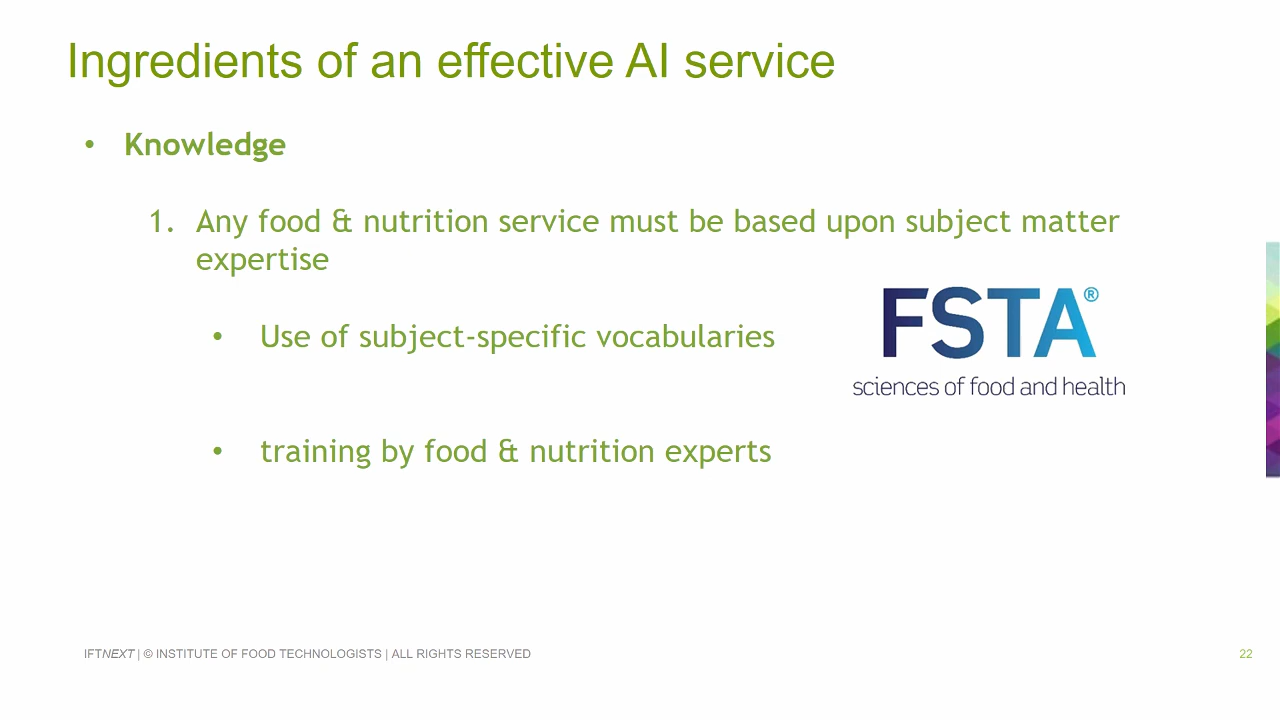 Ingredients of an effective AI service
• Knowledge
1. Any food & nutrition service must be based upon subject matter
expertise
• Use of subject-specific vocabularies
FSTA®
sciences of food and health
• training by food & nutrition experts
IFTNEXT | © INSTITUTE OF FOOD TECHNOLOGISTS | ALL RIGHTS RESERVED
22